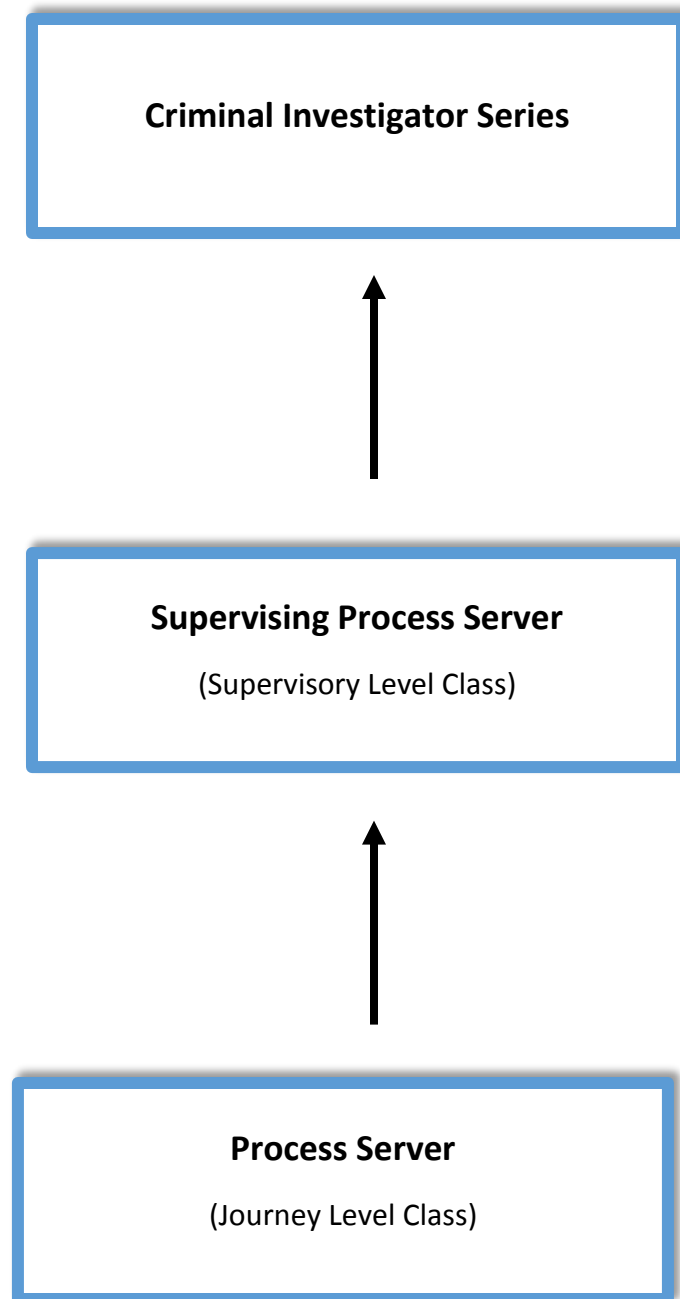 Criminal Investigator Series
Supervising Process Server
(Supervisory Level Class)
Process Server
(Journey Level Class)